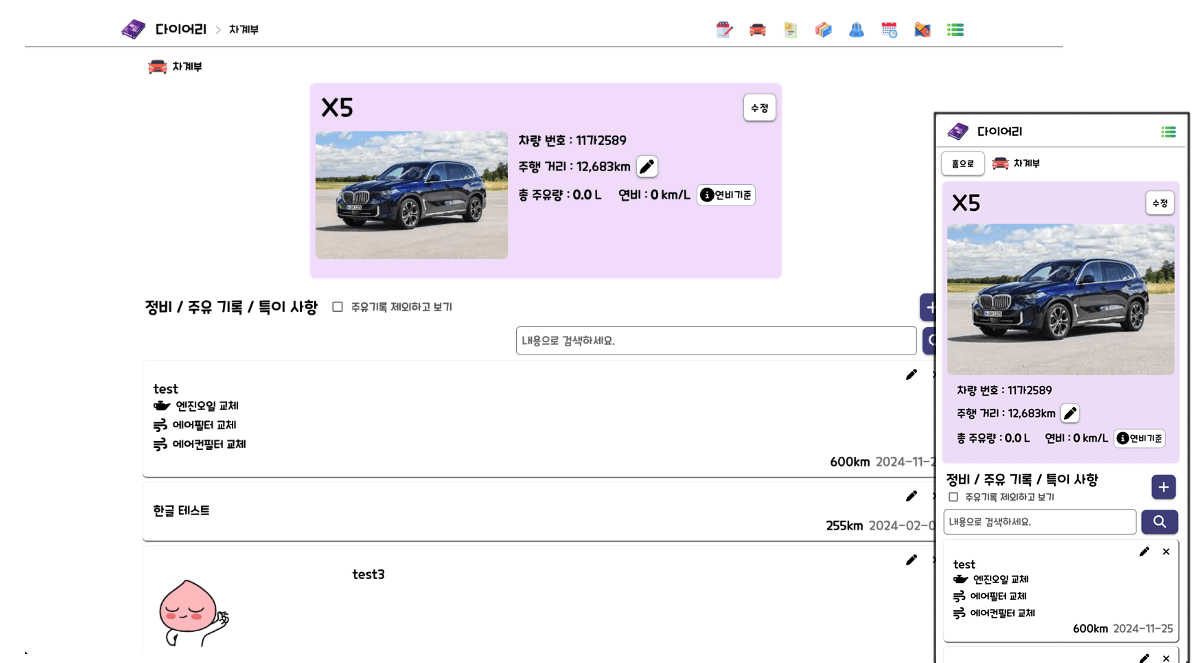 다이어리 > 차계부
차계부
X5
수정
차량 번호 : 11가2589
주행 거리 : 12,683km
총 주유량 : 0.0 L 연비 : 0 km/L 연비기준
정비 / 주유 기록 / 특이 사항 주유기록 제외하고 보기
내용으로 검색하세요.
test
엔진오일 교체
에어필터 교체
에어컨필터 교체
600km 2024-11-2
한글 테스트
255km 2024-02-0
test3
다이어리
홈으로 차계부
X5
수정
차량 번호 : 11가2589
주행 거리 : 12,683km
총 주유량 : 0.0 L 연비 : 0 km/L 연비기준
정비 / 주유 기록 / 특이 사항
주유기록 제외하고 보기
내용으로 검색하세요.
test
엔진오일 교체
에어필터 교체
에어컨필터 교체
600km 2024-11-25